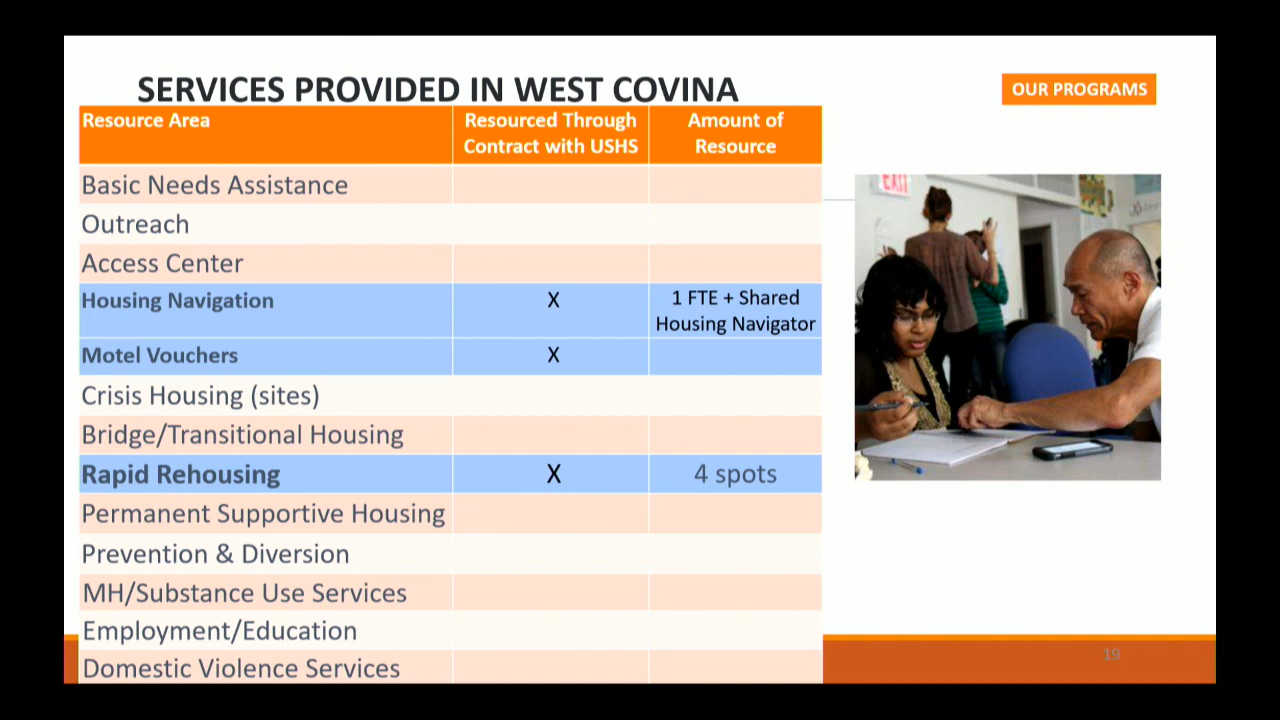 SERVICES PROVIDED IN WEST COVINA
OUR PROGRAMS
Resource Area
Resourced Through
Contract with USHS
Amount of
Resource
Basic Needs Assistance
Outreach
Access Center
Housing Navigation
X
1 FTE + Shared
Housing Navigator
Motel Vouchers
X
Crisis Housing (sites)
Bridge/Transitional Housing
Rapid Rehousing
X
4 spots
Permanent Supportive Housing
Prevention & Diversion
MH/Substance Use Services
Employment/Education
Domestic Violence Services
EXIT
19